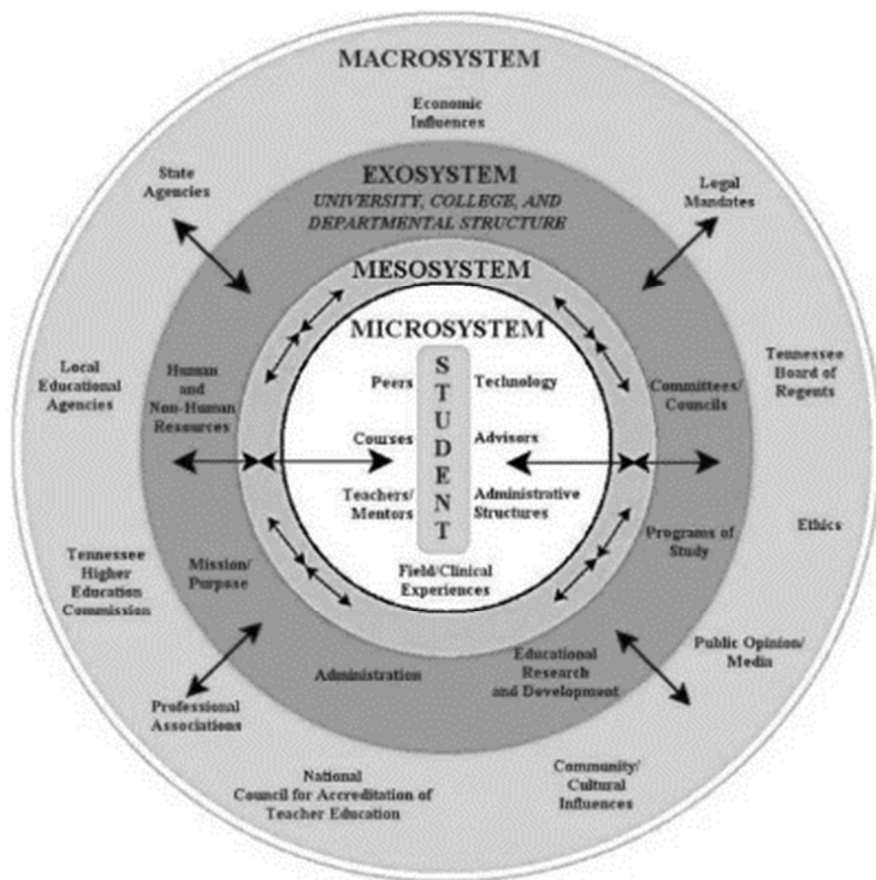 MACROSYSTEM
Economic
Influences
State
Agencies
Legal
Mandates
EXOSYSTEM
UNIVERSITY, COLLEGE, AND
DEPARTMENTAL STRUCTURE
MESOSYSTEM
MICROSYSTEM
Local
Educational
Agencies
Human
and
Non-Human
Resources
Peers
Courses
Teachers/
Mentors
STUDENT
Technology
Advisors
Administrative
Structures
Field/Clinical
Experiences
Committees/
Councils
Tennessee
Board of
Regents
Tennessee
Higher
Education
Commission
Mission/
Purpose
Programs of
Study
Ethics
Administration
Educational
Research
and Development
Public Opinion/
Media
Professional
Associations
National
Council for Accreditation of
Teacher Education
Community/
Cultural
Influences